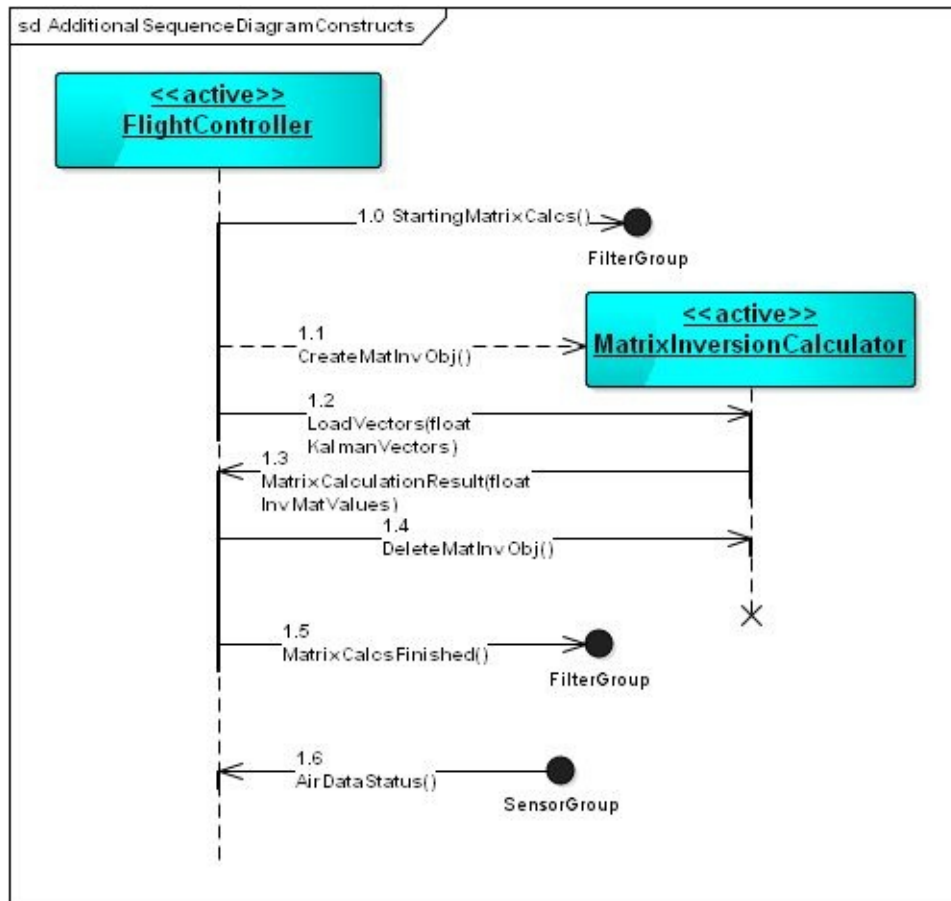 sd AdditionalSequenceDiagramConstructs
<<active>>
FlightController
1.0 StartingMatrixCalcs()
FilterGroup
<<active>>
MatrixInversionCalculator
1.1
CreateMatInvObj()
1.2
LoadVectors(float
KalmanVectors)
1.3
MatrixCalculationResult(float
InvMatValues)
1.4
DeleteMatInvObj()
1.5
MatrixCalcsFinished()
FilterGroup
1.6
AirDataStatus()
SensorGroup